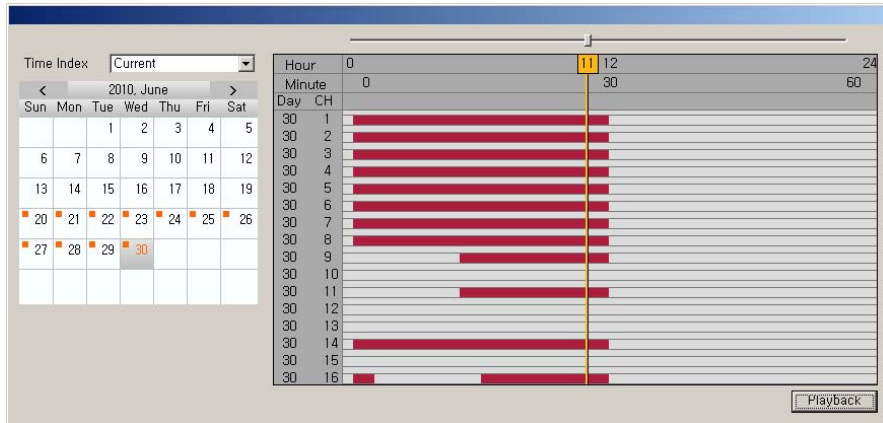 Time Index Current
< 2010, June >
Sun Mon Tue Wed Thu Fri Sat
1 2 3 4 5
6 7 8 9 10 11 12
13 14 15 16 17 18 19
20 21 22 23 24 25 26
27 28 29 30
Hour 0 11 12 24
Minute 0 30 60
Day CH
30 1
30 2
30 3
30 4
30 5
30 6
30 7
30 8
30 9
30 10
30 11
30 12
30 13
30 14
30 15
30 16
Playback